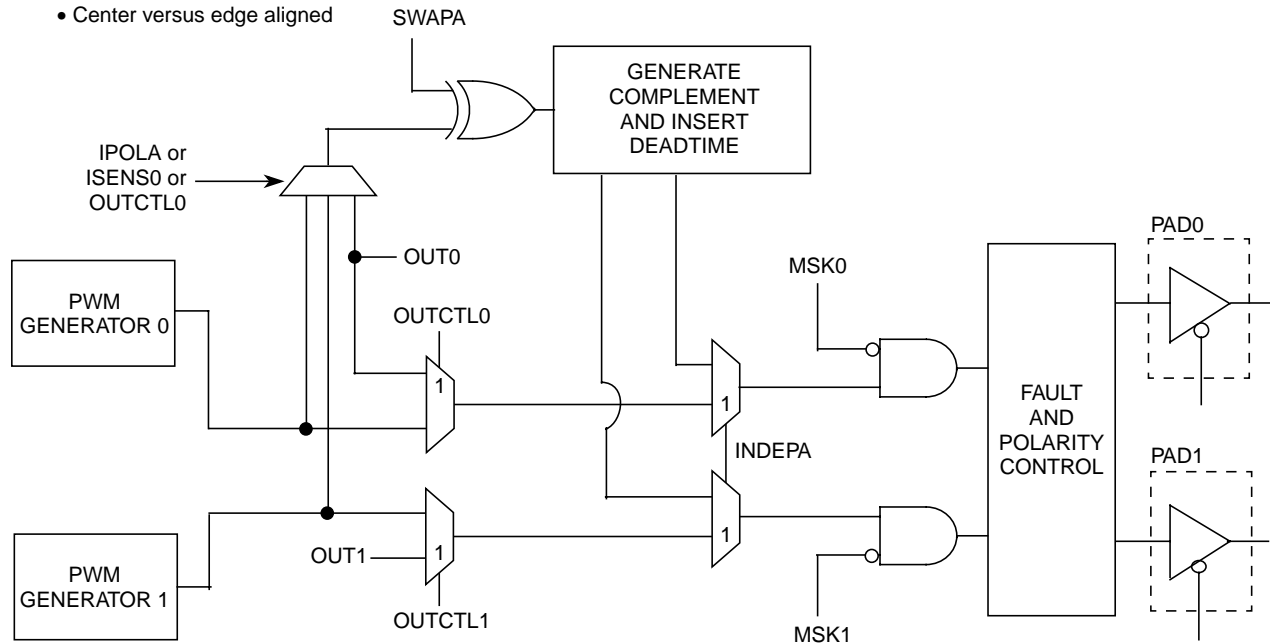 • Center versus edge aligned
SWAPA
GENERATE
COMPLEMENT
AND INSERT
DEADTIME
IPOLA or
ISENS0 or
OUTCTL0
OUT0
PWM
GENERATOR 0
OUTCTL0
1
1
MSK0
PAD0
FAULT
AND
POLARITY
CONTROL
INDEPA
PWM
GENERATOR 1
OUT1
1
OUTCTL1
1
MSK1
PAD1